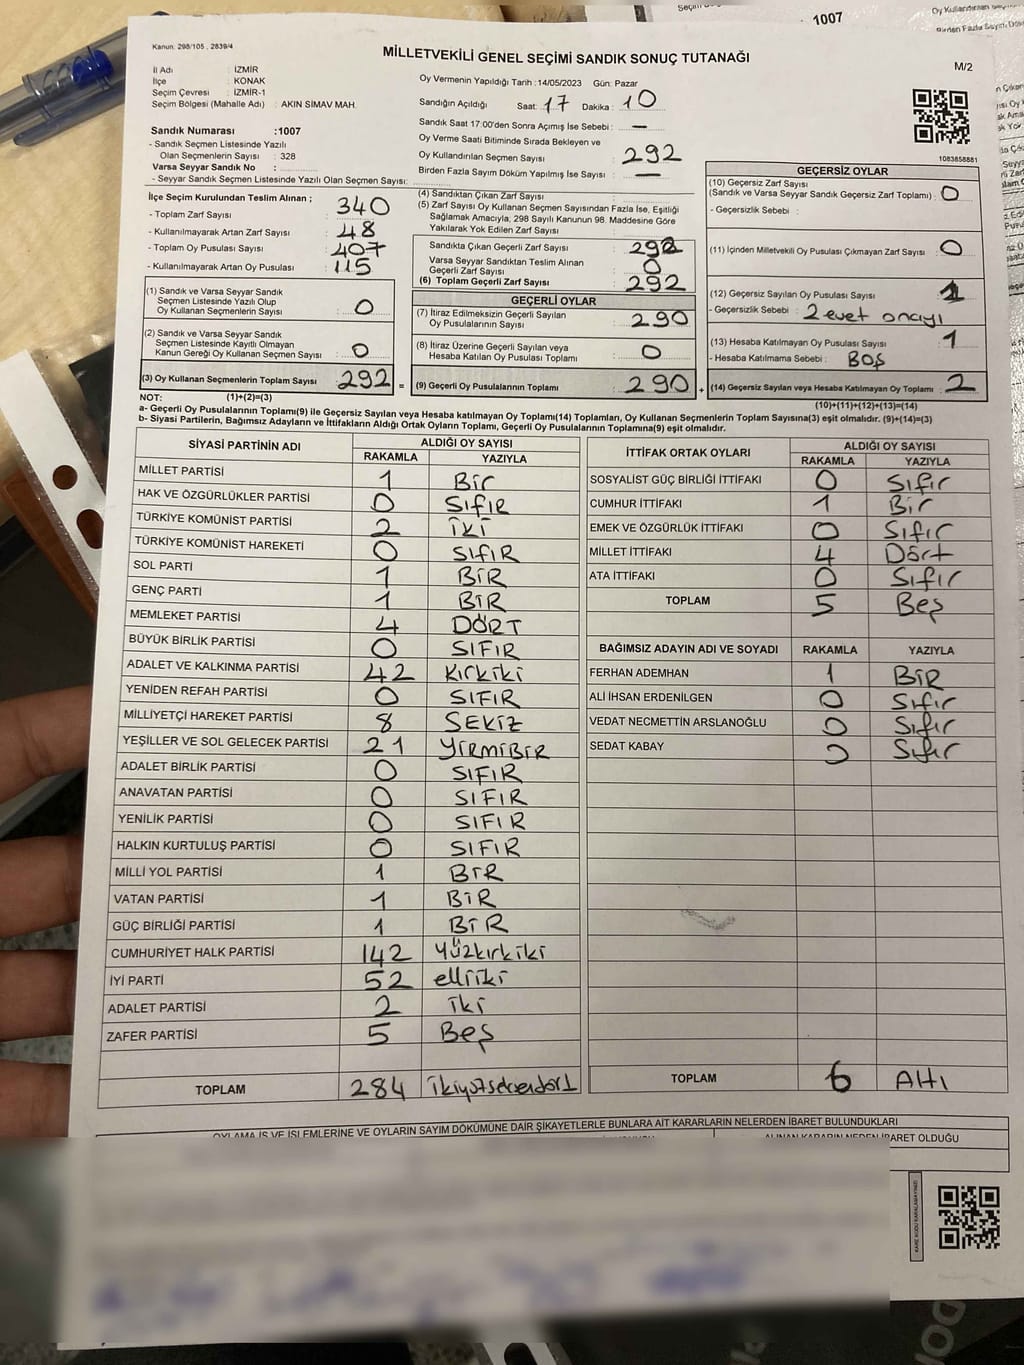 1007
Kanun. 298/105 , 2839/4
MİLLETVEKİLİ GENEL SEÇİMİ SANDIK SONUÇ TUTANAĞI
M/2
İl Adı : İZMİR
İlçe : KONAK
Seçim Çevresi : İZMİR-1
Seçim Bölgesi (Mahalle Adı) : AKIN SİMAV MAH.
Sandık Numarası :1007
- Sandık Seçmen Listesinde Yazılı
Olan Seçmenlerin Sayısı : 328
Varsa Seyyar Sandık No :
- Seyyar Sandık Seçmen Listesinde Yazılı Olan Seçmen Sayısı:
İlçe Seçim Kurulundan Teslim Alınan ;
- Toplam Zarf Sayısı : 340
- Kullanılmayarak Artan Zarf Sayısı : 48
- Toplam Oy Pusulası Sayısı : 407
- Kullanılmayarak Artan Oy Pusulası : 115
(1) Sandık ve Varsa Seyyar Sandık
Seçmen Listesinde Yazılı Olup
Oy Kullanan Seçmenlerin Sayısı : 0
(2) Sandık ve Varsa Seyyar Sandık
Seçmen Listesinde Kayıtlı Olmayan
Kanun Gereği Oy Kullanan Seçmen Sayısı : 0
(3) Oy Kullanan Seçmenlerin Toplam Sayısı : 292 =
Oy Vermenin Yapıldığı Tarih :14/05/2023 Gün: Pazar
Sandığın Açıldığı Saat: 17 Dakika : 10
Sandık Saat 17:00'den Sonra Açımış İse Sebebi : —
Oy Verme Saati Bitiminde Sırada Bekleyen ve
Oy Kullandırılan Seçmen Sayısı : 292
Birden Fazla Sayım Döküm Yapılmış İse Sayısı : —
(4) Sandıktan Çıkan Zarf Sayısı :
(5) Zarf Sayısı Oy Kullanan Seçmen Sayısından Fazla İse, Eşitliği
Sağlamak Amacıyla, 298 Sayılı Kanunun 98. Maddesine Göre
Yakılarak Yok Edilen Zarf Sayısı :
Sandıkta Çıkan Geçerli Zarf Sayısı : 292
Varsa Seyyar Sandıktan Teslim Alınan
Geçerli Zarf Sayısı : 0
(6) Toplam Geçerli Zarf Sayısı : 292
GEÇERLİ OYLAR
(7) İtiraz Edilmeksizin Geçerli Sayılan
Oy Pusulalarının Sayısı : 290
(8) İtiraz Üzerine Geçerli Sayılan veya
Hesaba Katılan Oy Pusulası Toplamı : 0
(9) Geçerli Oy Pusulalarının Toplamı : 290 +
1083858881
GEÇERSİZ OYLAR
(10) Geçersiz Zarf Sayısı
(Sandık ve Varsa Seyyar Sandık Geçersiz Zarf Toplamı) : 0
- Geçersizlik Sebebi :
(11) İçinden Milletvekili Oy Pusulası Çıkmayan Zarf Sayısı : 0
(12) Geçersiz Sayılan Oy Pusulası Sayısı : 1
- Geçersizlik Sebebi : 2 evet onayı
(13) Hesaba Katılmayan Oy Pusulası Sayısı : 1
- Hesaba Katılmama Sebebi : BOŞ
(14) Geçersiz Sayılan veya Hesaba Katılmayan Oy Toplamı : 2
NOT: (1)+(2)=(3) (10)+(11)+(12)+(13)=(14)
a- Geçerli Oy Pusulalarının Toplamı(9) ile Geçersiz Sayılan veya Hesaba katılmayan Oy Toplamı(14) Toplamları, Oy Kullanan Seçmenlerin Toplam Sayısına(3) eşit olmalıdır. (9)+(14)=(3)
b- Siyasi Partilerin, Bağımsız Adayların ve İttifakların Aldığı Ortak Oyların Toplamı, Geçerli Oy Pusulalarının Toplamına(9) eşit olmalıdır.
SİYASİ PARTİNİN ADI ALDIĞI OY SAYISI
RAKAMLA YAZIYLA
MİLLET PARTİSİ 1 Bir
HAK VE ÖZGÜRLÜKLER PARTİSİ 0 SıfıR
TÜRKİYE KOMÜNİST PARTİSİ 2 iki
TÜRKİYE KOMÜNİST HAREKETİ 0 SıfıR
SOL PARTİ 1 BİR
GENÇ PARTİ 1 BİR
MEMLEKET PARTİSİ 4 DÖRT
BÜYÜK BİRLİK PARTİSİ 0 SIFIR
ADALET VE KALKINMA PARTİSİ 42 Kırkiki
YENİDEN REFAH PARTİSİ 0 SIFIR
MİLLİYETÇİ HAREKET PARTİSİ 8 SEKİZ
YEŞİLLER VE SOL GELECEK PARTİSİ 21 YİRMİBİR
ADALET BİRLİK PARTİSİ 0 SIFIR
ANAVATAN PARTİSİ 0 SIFIR
YENİLİK PARTİSİ 0 SIFIR
HALKIN KURTULUŞ PARTİSİ 0 SIFIR
MİLLİ YOL PARTİSİ 1 BİR
VATAN PARTİSİ 1 BİR
GÜÇ BİRLİĞİ PARTİSİ 1 BİR
CUMHURİYET HALK PARTİSİ 142 Yüzkırkiki
İYİ PARTİ 52 elliiki
ADALET PARTİSİ 2 iki
ZAFER PARTİSİ 5 Beş
TOPLAM 284
İTTİFAK ORTAK OYLARI ALDIĞI OY SAYISI
RAKAMLA YAZIYLA
SOSYALİST GÜÇ BİRLİĞİ İTTİFAKI 0 Sıfır
CUMHUR İTTİFAKI 1 Bir
EMEK VE ÖZGÜRLÜK İTTİFAKI 0 Sıfır
MİLLET İTTİFAKI 4 Dört
ATA İTTİFAKI 0 Sıfır
TOPLAM 5 Beş
BAĞIMSIZ ADAYIN ADI VE SOYADI RAKAMLA YAZIYLA
FERHAN ADEMHAN 1 BİR
ALİ İHSAN ERDENİLGEN 0 Sıfır
VEDAT NECMETTİN ARSLANOĞLU 0 Sıfır
SEDAT KABAY 0 Sıfır
TOPLAM 6 AHI
OYLAMA İŞ VE İŞLEMLERİNE VE OYLARIN SAYIM DÖKÜMÜNE DAİR ŞİKAYETLERLE BUNLARA AİT KARARLARIN NELERDEN İBARET BULUNDUKLARI
ALINAN KARARIN NEDEN İBARET OLDUĞU